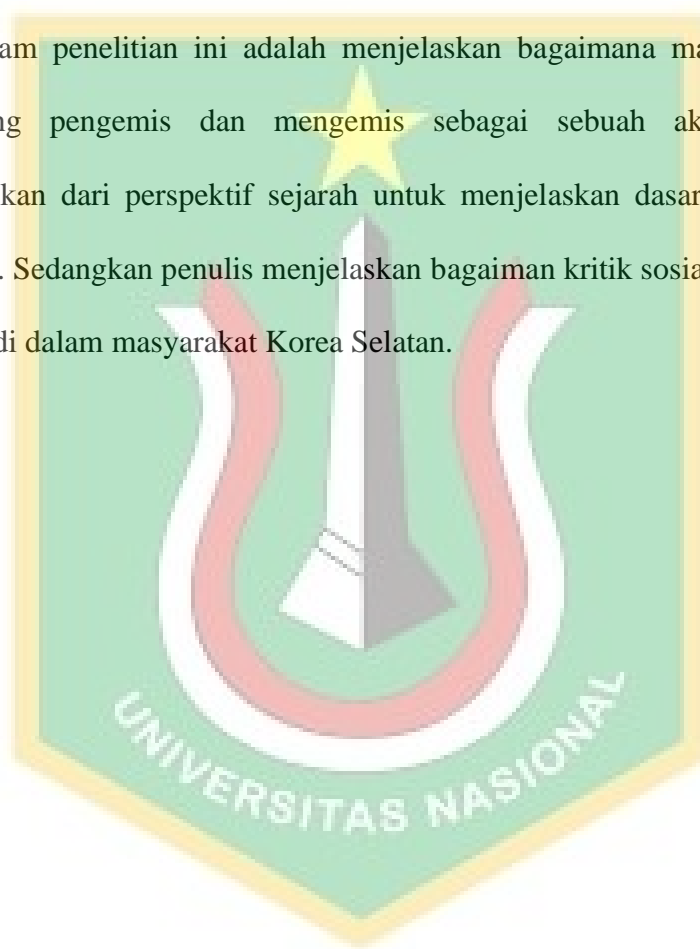 am penelitian ini adalah menjelaskan bagaimana ma
ng pengemis dan mengemis sebagai sebuah ak
kan dari perspektif sejarah untuk menjelaskan dasar
. Sedangkan penulis menjelaskan bagaiman kritik sosia
di dalam masyarakat Korea Selatan.
UNIVERSITAS NASIONAL